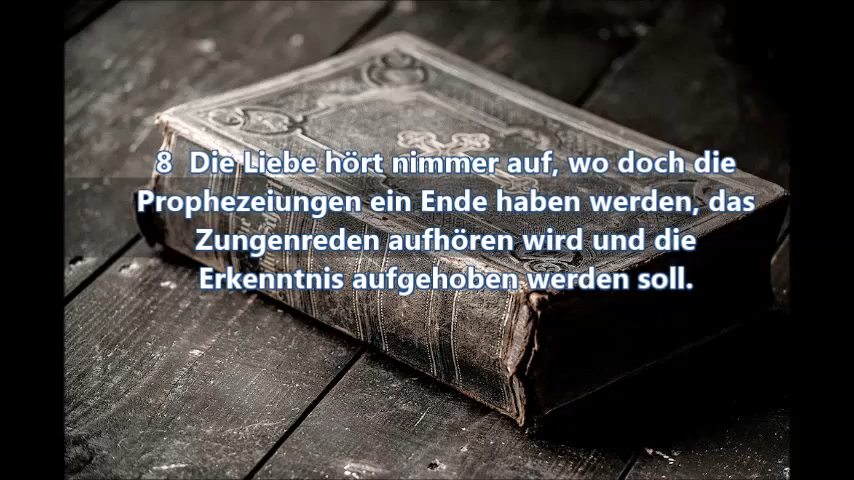 8 Die Liebe hört nimmer auf, wo doch die
Prophezeiungen ein Ende haben werden, das
Zungenreden aufhören wird und die
Erkenntnis aufgehoben werden soll.